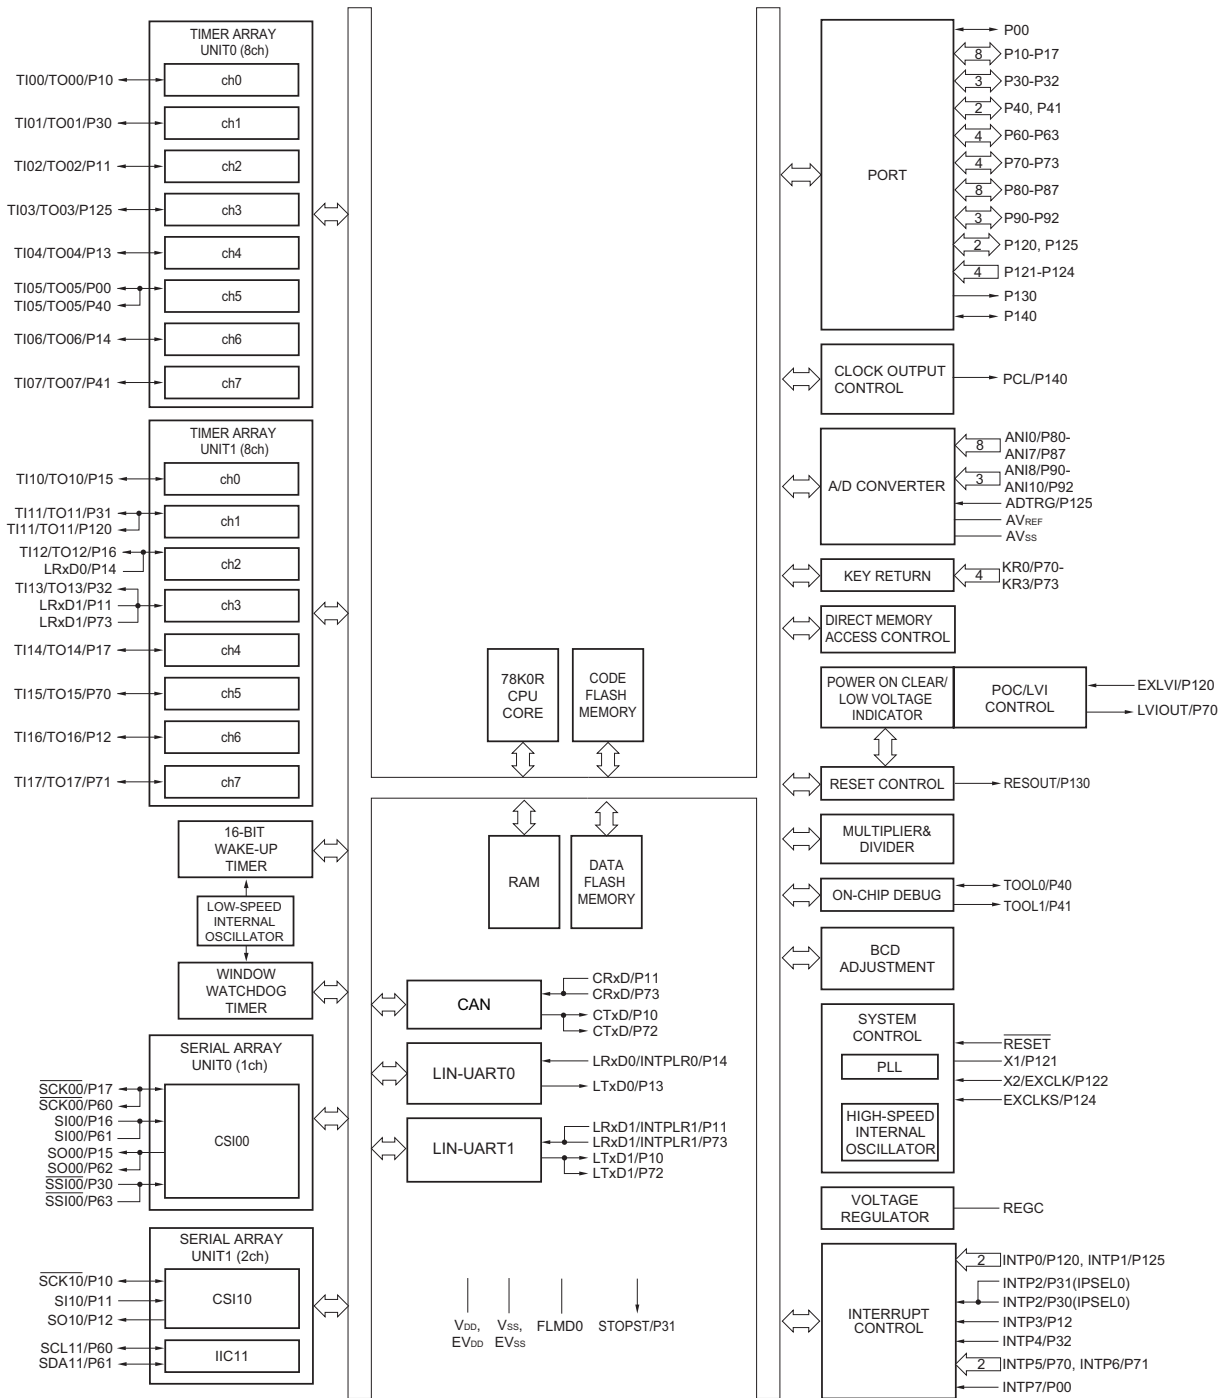 TIMER ARRAY
UNIT0 (8ch)
TI00/TO00/P10
ch0
TI01/TO01/P30
ch1
TI02/TO02/P11
ch2
TI03/TO03/P125
ch3
TI04/TO04/P13
ch4
TI05/TO05/P00
TI05/TO05/P40
ch5
TI06/TO06/P14
ch6
TI07/TO07/P41
ch7
TIMER ARRAY
UNIT1 (8ch)
TI10/TO10/P15
ch0
TI11/TO11/P31
TI11/TO11/P120
ch1
TI12/TO12/P16
LRxD0/P14
ch2
TI13/TO13/P32
LRxD1/P11
LRxD1/P73
ch3
TI14/TO14/P17
ch4
TI15/TO15/P70
ch5
TI16/TO16/P12
ch6
TI17/TO17/P71
ch7
16-BIT
WAKE-UP
TIMER
LOW-SPEED
INTERNAL
OSCILLATOR
WINDOW
WATCHDOG
TIMER
SERIAL ARRAY
UNIT0 (1ch)
SCK00/P17
SCK00/P60
SI00/P16
SI00/P61
SO00/P15
SO00/P62
SSI00/P30
SSI00/P63
CSI00
SERIAL ARRAY
UNIT1 (2ch)
SCK10/P10
SI10/P11
SO10/P12
CSI10
SCL11/P60
SDA11/P61
IIC11
78K0R
CPU
CORE
CODE
FLASH
MEMORY
RAM
DATA
FLASH
MEMORY
CAN
CRxD/P11
CRxD/P73
CTxD/P10
CTxD/P72
LIN-UART0
LRxD0/INTPLR0/P14
LTxD0/P13
LIN-UART1
LRxD1/INTPLR1/P11
LRxD1/INTPLR1/P73
LTxD1/P10
LTxD1/P72
VDD,
EVDD
VSS,
EVSS
FLMD0
STOPST/P31
PORT
P00
8 P10-P17
3 P30-P32
2 P40, P41
4 P60-P63
4 P70-P73
8 P80-P87
3 P90-P92
2 P120, P125
4 P121-P124
P130
P140
CLOCK OUTPUT
CONTROL
PCL/P140
A/D CONVERTER
8 ANI0/P80-
ANI7/P87
3 ANI8/P90-
ANI10/P92
ADTRG/P125
AVREF
AVSS
KEY RETURN
4 KR0/P70-
KR3/P73
DIRECT MEMORY
ACCESS CONTROL
POWER ON CLEAR/
LOW VOLTAGE
INDICATOR
POC/LVI
CONTROL
EXLVI/P120
LVIOUT/P70
RESET CONTROL
RESOUT/P130
MULTIPLIER&
DIVIDER
ON-CHIP DEBUG
TOOL0/P40
TOOL1/P41
BCD
ADJUSTMENT
SYSTEM
CONTROL
PLL
HIGH-SPEED
INTERNAL
OSCILLATOR
RESET
X1/P121
X2/EXCLK/P122
EXCLKS/P124
VOLTAGE
REGULATOR
REGC
INTERRUPT
CONTROL
2 INTP0/P120, INTP1/P125
INTP2/P31(IPSEL0)
INTP2/P30(IPSEL0)
INTP3/P12
INTP4/P32
2 INTP5/P70, INTP6/P71
INTP7/P00